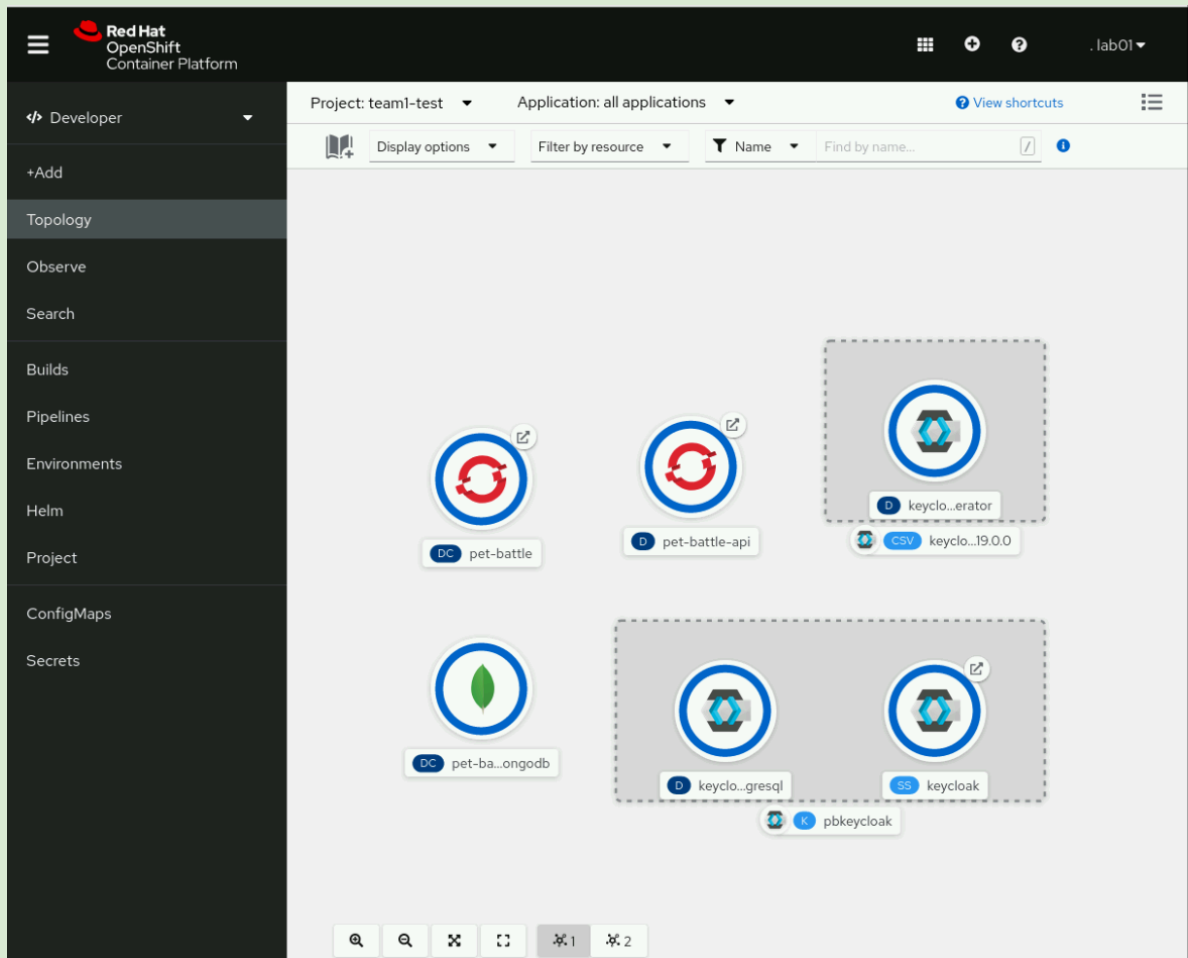 Red Hat
OpenShift
Container Platform
. lab01
Developer
Project: team1-test
Application: all applications
View shortcuts
Display options
Filter by resource
Name
Find by name...
/
+Add
Topology
Observe
Search
Builds
Pipelines
Environments
Helm
Project
ConfigMaps
Secrets
D keyclo...erator
CSV keyclo...19.0.0
DC pet-battle
D pet-battle-api
DC pet-ba...ongodb
D keyclo...gresql
SS keycloak
K pbkeycloak
1
2